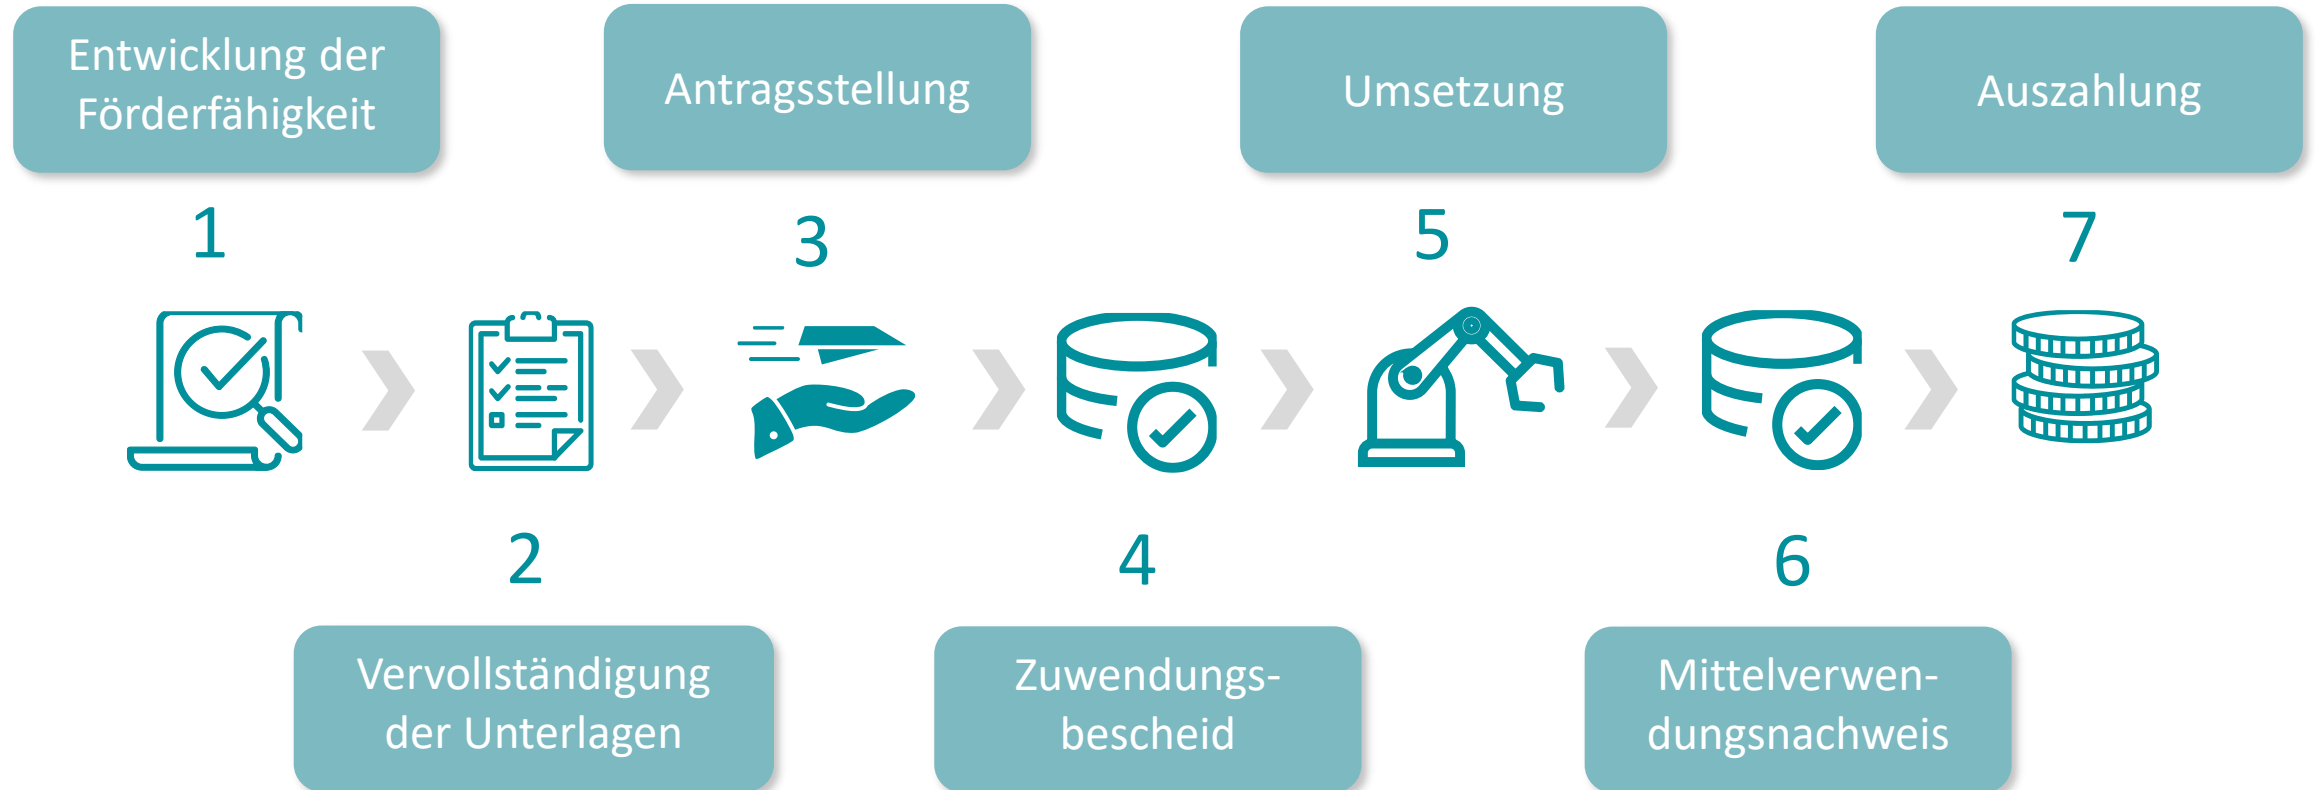 Entwicklung der
Förderfähigkeit
Antragsstellung
Umsetzung
Auszahlung
1
3
5
7
2
4
6
Vervollständigung
der Unterlagen
Zuwendungs-
bescheid
Mittelverwen-
dungsnachweis